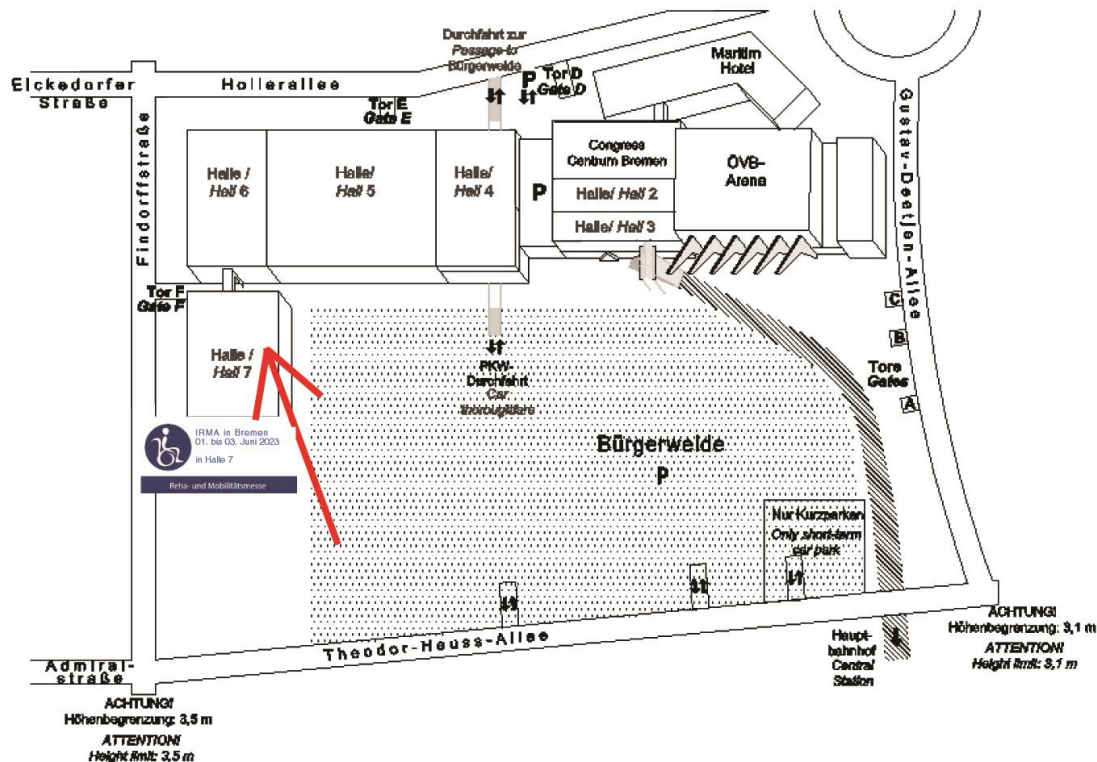 Durchfahrt zur
Passage to
Bürgerweide
P
Tor D
Gate D
Maritim
Hotel
Eickedorfer
Straße
Hollerallee
Tor E
Gate E
Findorffstraße
Gustav-Deetjen-Allee
Halle /
Hall 6
Halle/
Hall 5
Halle/
Hall 4
P
Congress
Centrum Bremen
Halle/ Hall 2
Halle/ Hall 3
ÖVB-
Arena
Tor F
Gate F
Halle /
Hall 7
C
B
Tore
Gates
A
PKW-
Durchfahrt
Car
thoroughfare
IRMA in Bremen
01. bis 03. Juni 2023
in Halle 7
Reha- und Mobilitätsmesse
Bürgerweide
P
Nur Kurzparken
Only short-term
car park
Theodor-Heuss-Allee
Haupt-
bahnhof
Central
Station
ACHTUNG!
Höhenbegrenzung: 3,1 m
ATTENTION!
Height limit: 3,1 m
Admiral-
straße
ACHTUNG!
Höhenbegrenzung: 3,5 m
ATTENTION!
Height limit: 3,5 m